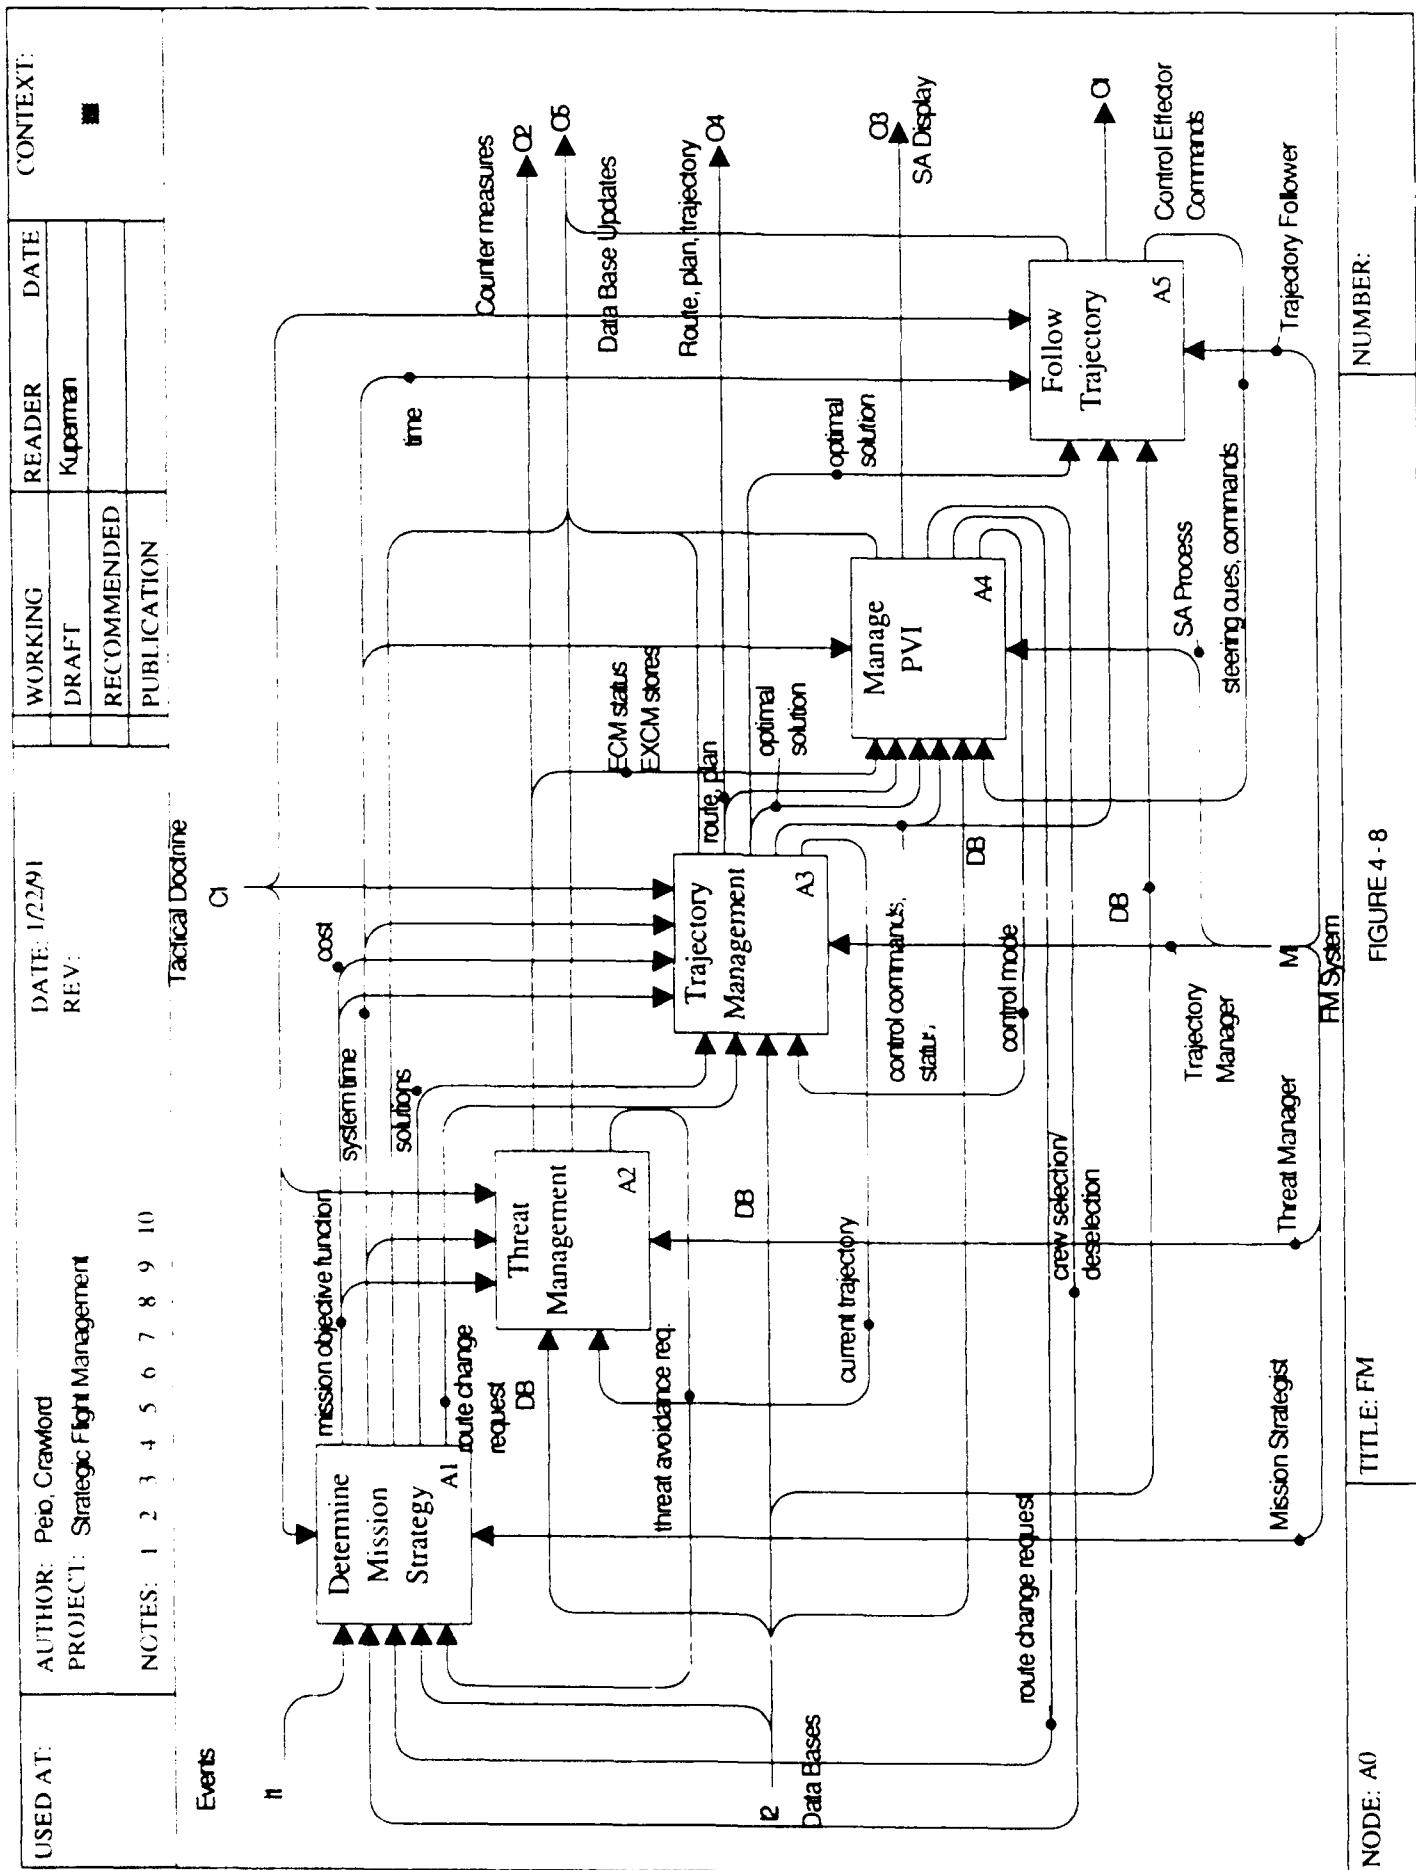 USED AT:
AUTHOR: Peio, Crawford
PROJECT: Strategic Flight Management
NOTES: 1 2 3 4 5 6 7 8 9 10
DATE: 1/22/91
REV:
WORKING
DRAFT
RECOMMENDED
PUBLICATION
READER DATE
Kuperman
CONTEXT:
Events
I1
Tactical Doctrine
C1
Determine
Mission
Strategy
A1
mission objective function
system time
cost
solutions
route change
request
time
Threat
Management
A2
DB
threat avoidance req.
Counter measures
O2
O5
Data Base Updates
Route, plan, trajectory
O4
ECM status
EXCM stores
route, plan
optimal
solution
Trajectory
Management
A3
DB
current trajectory
control commands,
status,
control mode
DB
Manage
PVI
A4
O3
SA Display
optimal
solution
Follow
Trajectory
A5
O1
Control Effector
Commands
SA Process
steering cues, commands
Trajectory Follower
DB
crew selection/
deselection
route change request
I2
Data Bases
Trajectory
Manager
M1
FM System
Threat Manager
Mission Strategist
NODE: A0
TITLE: FM
FIGURE 4 - 8
NUMBER: